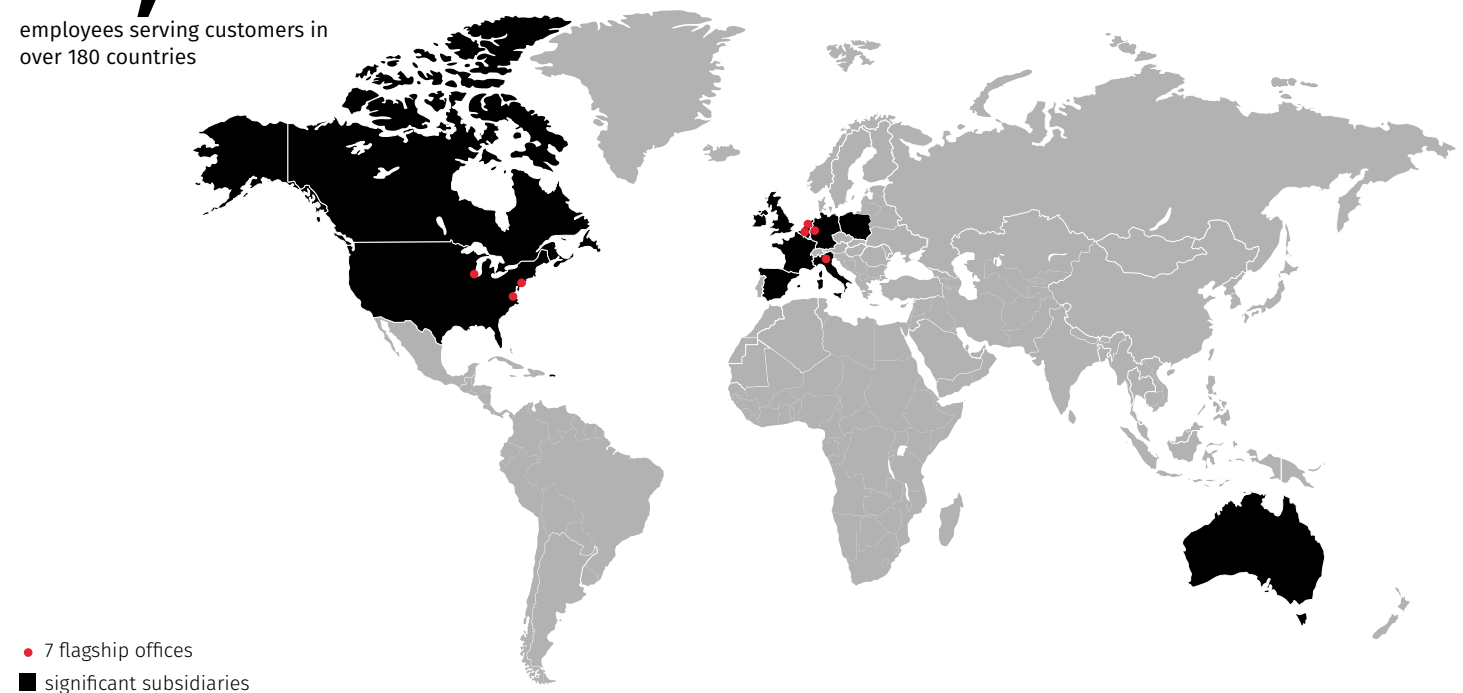 employees serving customers in
over 180 countries
7 flagship offices
significant subsidiaries